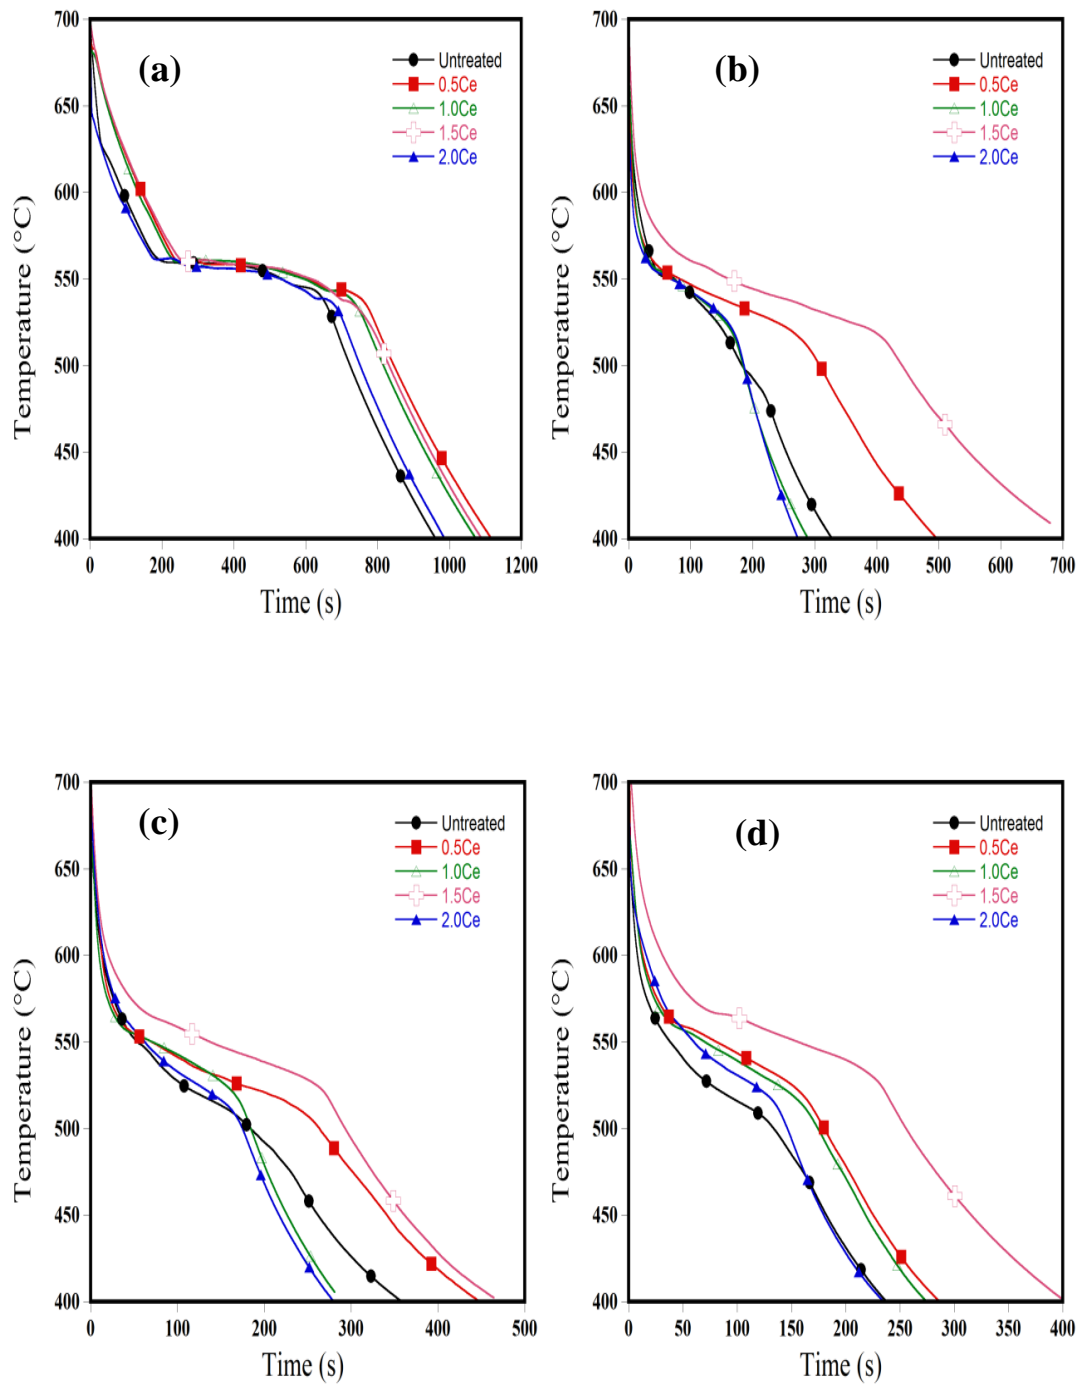 (a)
Untreated
0.5Ce
1.0Ce
1.5Ce
2.0Ce
700
650
600
550
500
450
400
0 200 400 600 800 1000 1200
Temperature (°C)
Time (s)
(b)
Untreated
0.5Ce
1.0Ce
1.5Ce
2.0Ce
700
650
600
550
500
450
400
0 100 200 300 400 500 600 700
Temperature (°C)
Time (s)
(c)
Untreated
0.5Ce
1.0Ce
1.5Ce
2.0Ce
700
650
600
550
500
450
400
0 100 200 300 400 500
Temperature (°C)
Time (s)
(d)
Untreated
0.5Ce
1.0Ce
1.5Ce
2.0Ce
700
650
600
550
500
450
400
0 50 100 150 200 250 300 350 400
Temperature (°C)
Time (s)